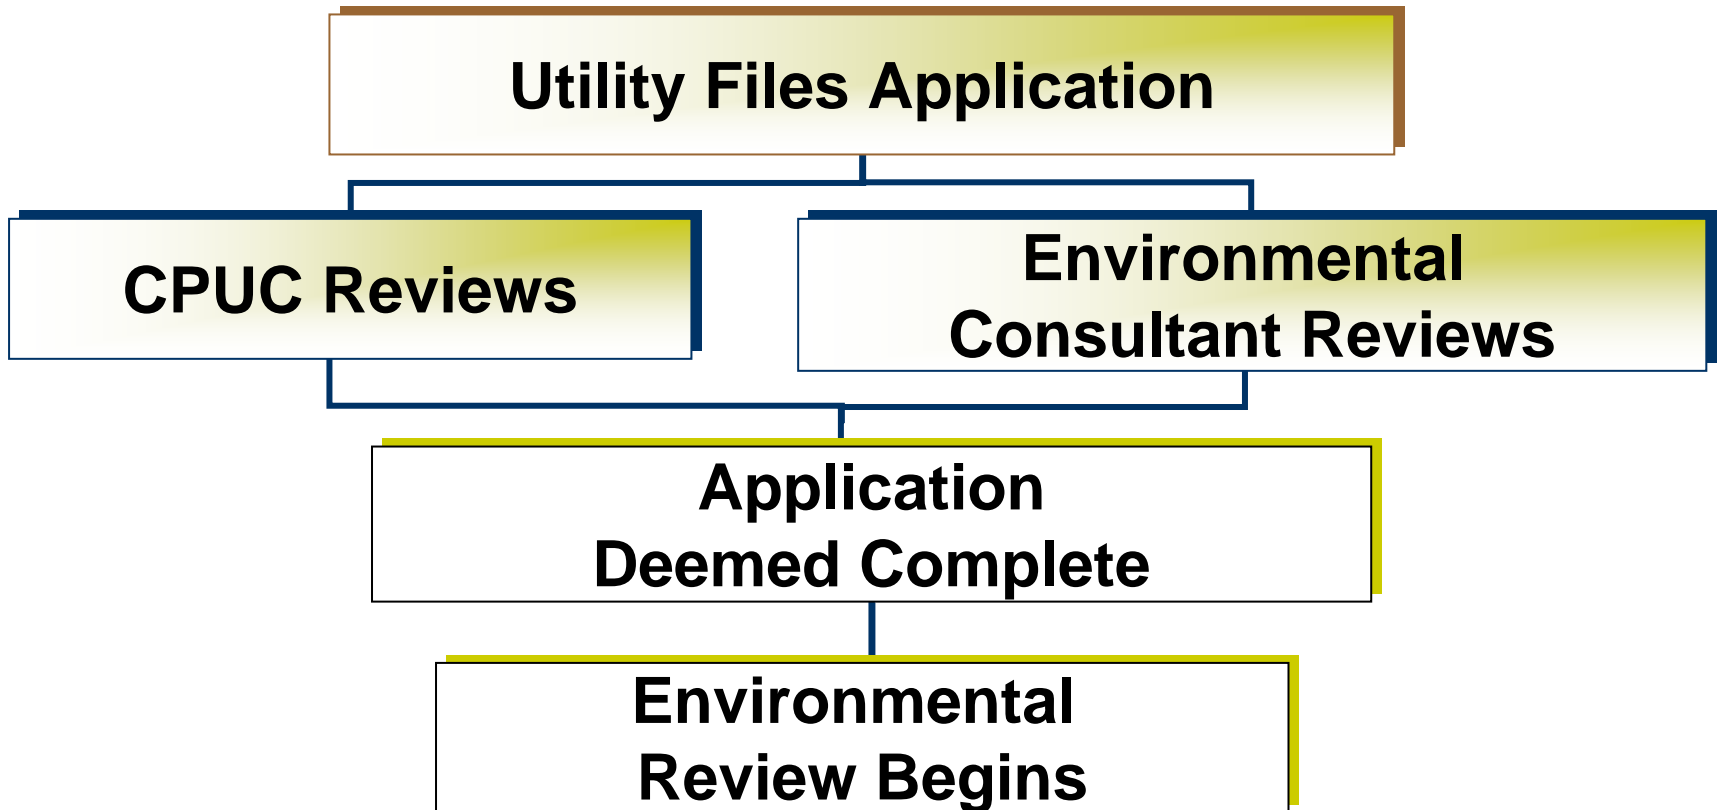 Utility Files Application
CPUC Reviews
Environmental
Consultant Reviews
Application
Deemed Complete
Environmental
Review Begins